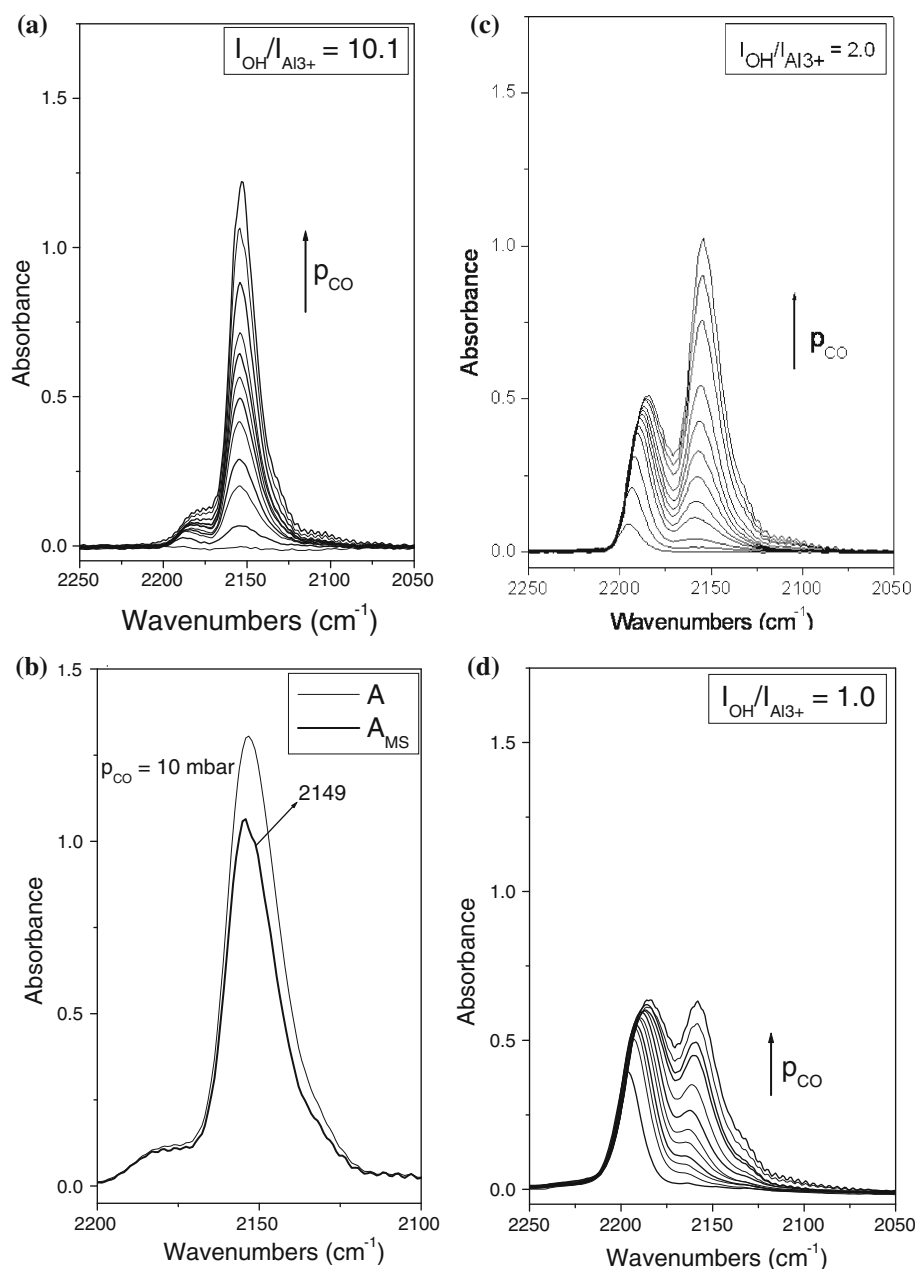 (a)
I_OH/I_Al3+ = 10.1
1.5
1.0
0.5
0.0
Absorbance
p_CO
2250 2200 2150 2100 2050
Wavenumbers (cm⁻¹)
(c)
I_OH/I_Al3+ = 2.0
1.5
1.0
0.5
0.0
Absorbance
p_CO
2250 2200 2150 2100 2050
Wavenumbers (cm⁻¹)
(b)
1.5
1.0
0.5
0.0
Absorbance
A
A_MS
p_CO = 10 mbar
2149
2200 2150 2100
Wavenumbers (cm⁻¹)
(d)
I_OH/I_Al3+ = 1.0
1.5
1.0
0.5
0.0
Absorbance
p_CO
2250 2200 2150 2100 2050
Wavenumbers (cm⁻¹)